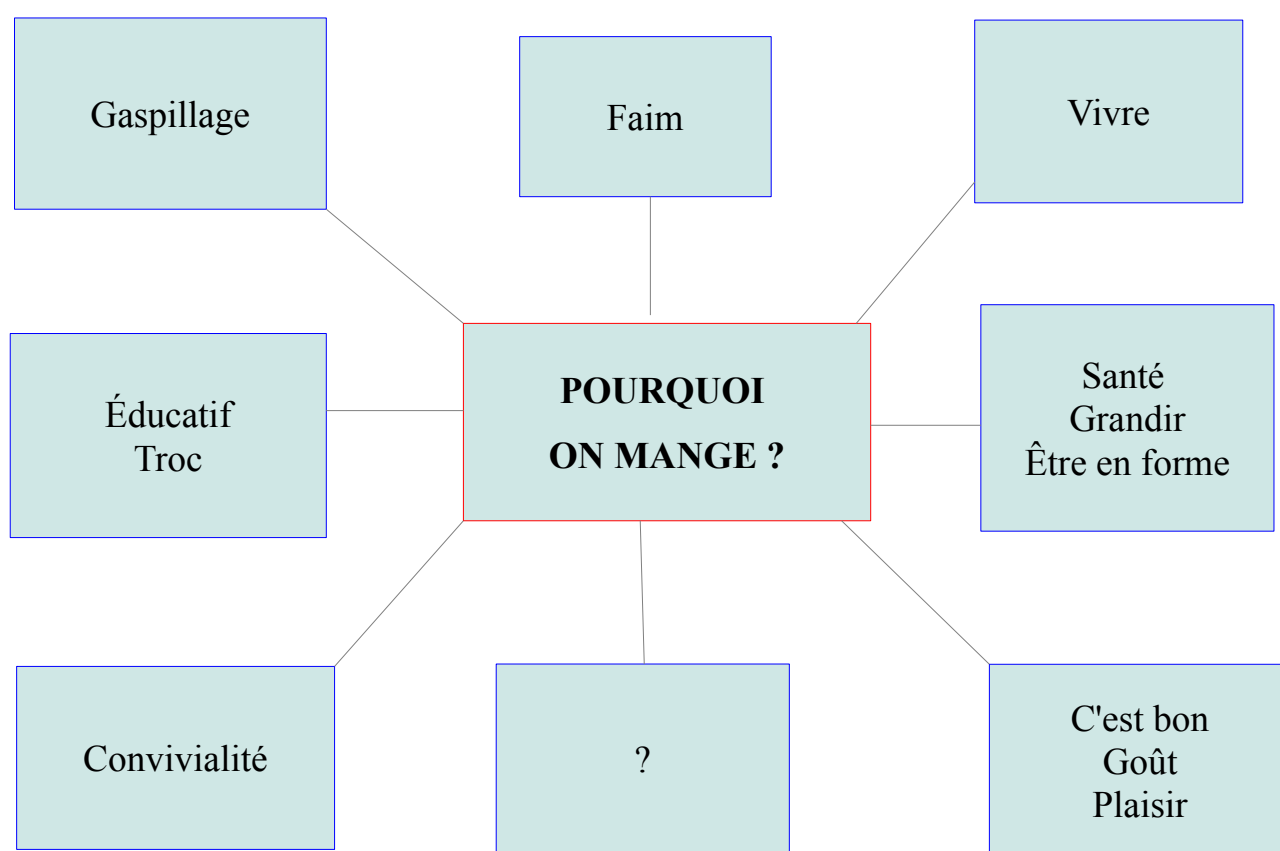 Gaspillage
Faim
Vivre
Éducatif
Troc
POURQUOI
ON MANGE ?
Santé
Grandir
Être en forme
Convivialité
?
C'est bon
Goût
Plaisir